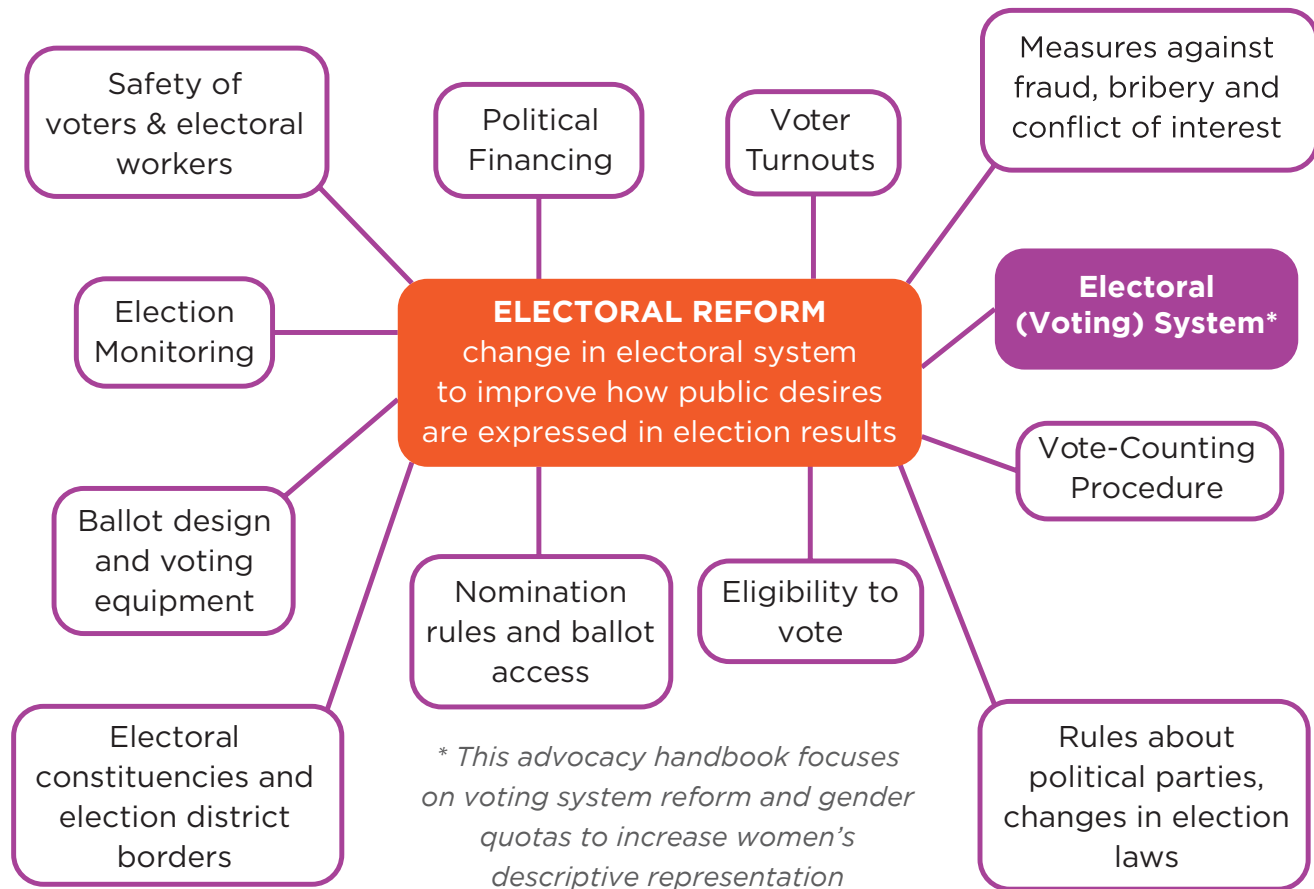 Safety of
voters & electoral
workers
Political
Financing
Voter
Turnouts
Measures against
fraud, bribery and
conflict of interest
Election
Monitoring
ELECTORAL REFORM
change in electoral system
to improve how public desires
are expressed in election results
Electoral
(Voting) System*
Vote-Counting
Procedure
Ballot design
and voting
equipment
Nomination
rules and ballot
access
Eligibility to
vote
Electoral
constituencies and
election district
borders
* This advocacy handbook focuses
on voting system reform and gender
quotas to increase women's
descriptive representation
Rules about
political parties,
changes in election
laws